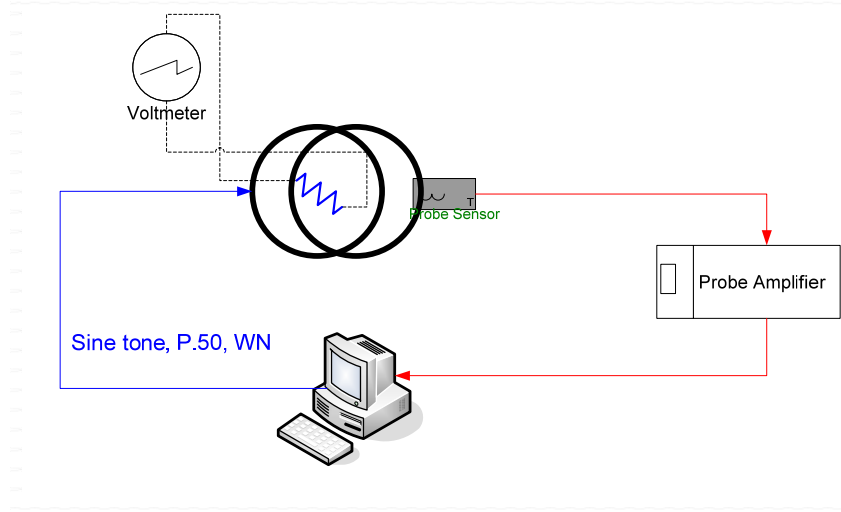 Voltmeter
T
Probe Sensor
Probe Amplifier
Sine tone, P.50, WN